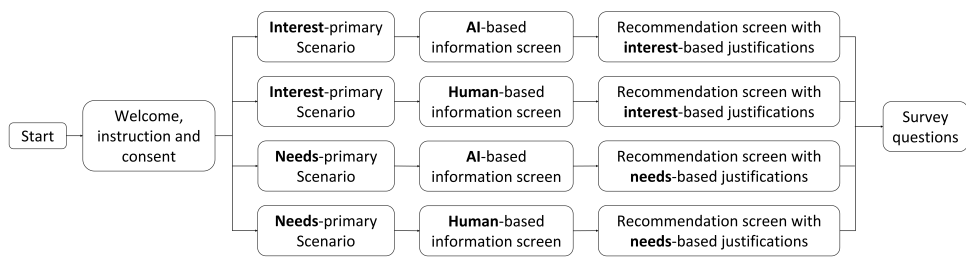 Start
Welcome,
instruction and
consent
Interest-primary
Scenario
AI-based
information screen
Recommendation screen with
interest-based justifications
Interest-primary
Scenario
Human-based
information screen
Recommendation screen with
interest-based justifications
Needs-primary
Scenario
AI-based
information screen
Recommendation screen with
needs-based justifications
Needs-primary
Scenario
Human-based
information screen
Recommendation screen with
needs-based justifications
Survey
questions